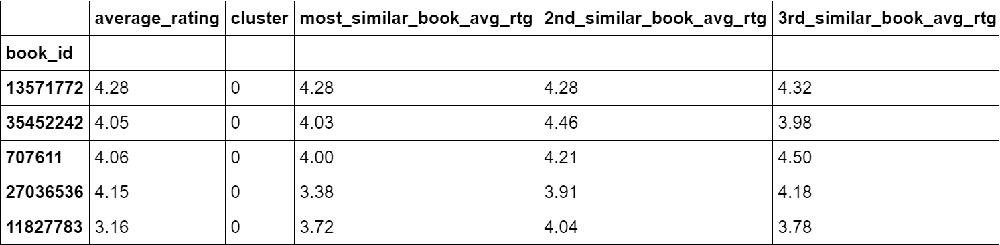 average_rating cluster most_similar_book_avg_rtg 2nd_similar_book_avg_rtg 3rd_similar_book_avg_rtg
book_id
13571772 4.28 0 4.28 4.28 4.32
35452242 4.05 0 4.03 4.46 3.98
707611 4.06 0 4.00 4.21 4.50
27036536 4.15 0 3.38 3.91 4.18
11827783 3.16 0 3.72 4.04 3.78